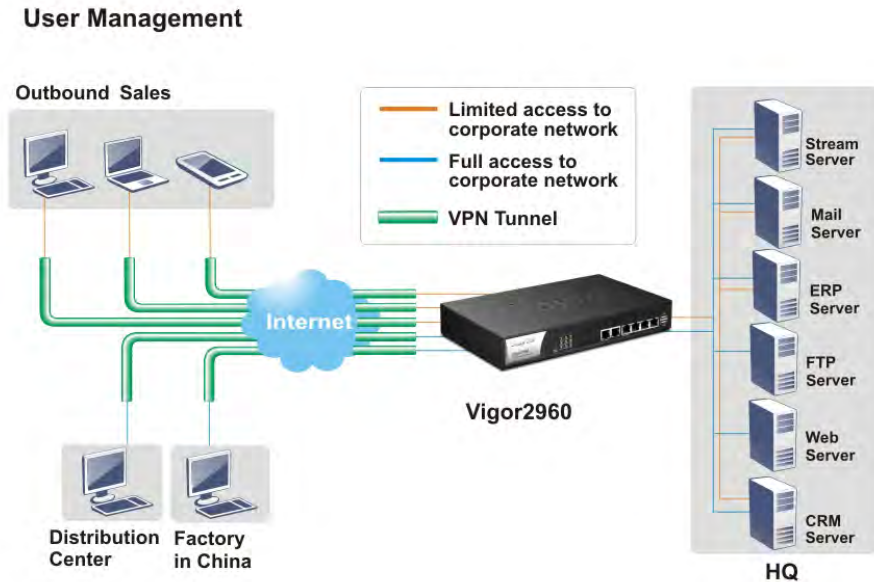 User Management
Outbound Sales
Limited access to
corporate network
Full access to
corporate network
VPN Tunnel
Internet
Vigor2960
Distribution
Center
Factory
in China
Stream
Server
Mail
Server
ERP
Server
FTP
Server
Web
Server
CRM
Server
HQ